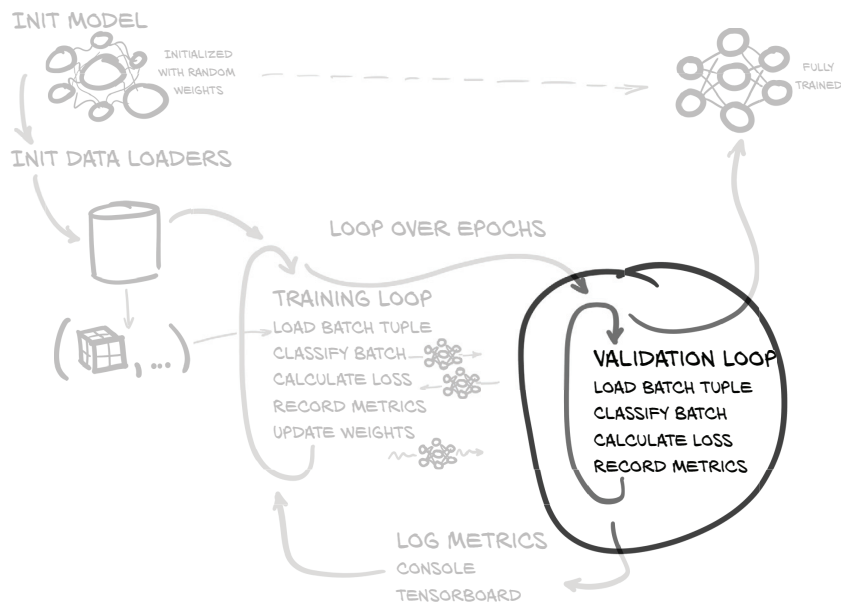 INIT MODEL
INITIALIZED
WITH RANDOM
WEIGHTS
FULLY
TRAINED
INIT DATA LOADERS
LOOP OVER EPOCHS
( , ... )
TRAINING LOOP
LOAD BATCH TUPLE
CLASSIFY BATCH
CALCULATE LOSS
RECORD METRICS
UPDATE WEIGHTS
VALIDATION LOOP
LOAD BATCH TUPLE
CLASSIFY BATCH
CALCULATE LOSS
RECORD METRICS
LOG METRICS
CONSOLE
TENSORBOARD